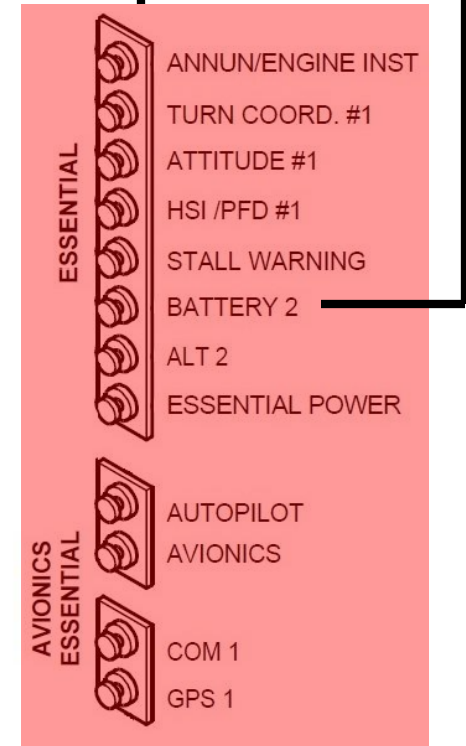 ESSENTIAL
ANNUN/ENGINE INST
TURN COORD. #1
ATTITUDE #1
HSI /PFD #1
STALL WARNING
BATTERY 2
ALT 2
ESSENTIAL POWER
AVIONICS
ESSENTIAL
AUTOPILOT
AVIONICS
COM 1
GPS 1